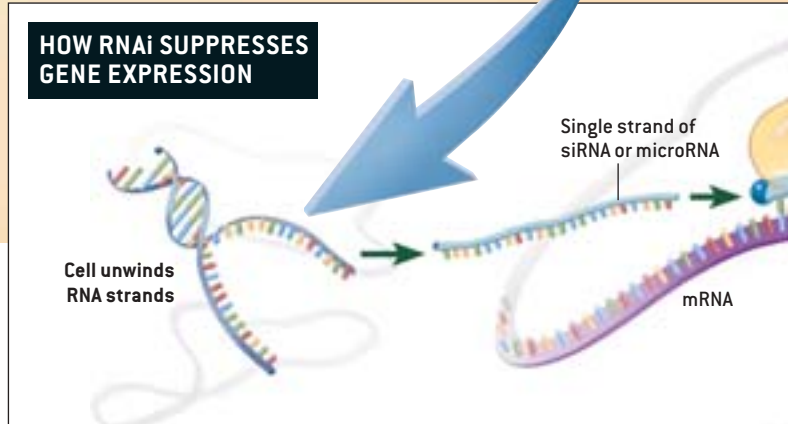 HOW RNAi SUPPRESSES
GENE EXPRESSION
Cell unwinds
RNA strands
Single strand of
siRNA or microRNA
mRNA